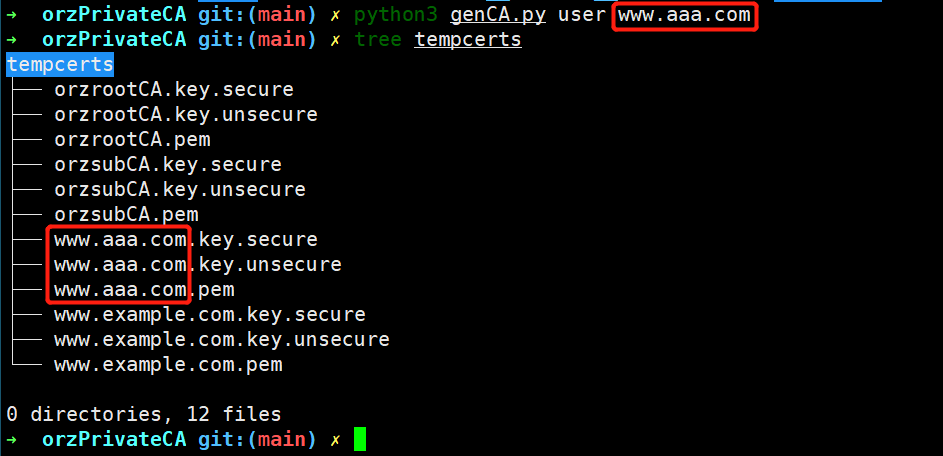 → orzPrivateCA git:(main) ✗ python3 genCA.py user www.aaa.com
→ orzPrivateCA git:(main) ✗ tree tempcerts
tempcerts
├── orzrootCA.key.secure
├── orzrootCA.key.unsecure
├── orzrootCA.pem
├── orzsubCA.key.secure
├── orzsubCA.key.unsecure
├── orzsubCA.pem
├── www.aaa.com.key.secure
├── www.aaa.com.key.unsecure
├── www.aaa.com.pem
├── www.example.com.key.secure
├── www.example.com.key.unsecure
└── www.example.com.pem
0 directories, 12 files
→ orzPrivateCA git:(main) ✗